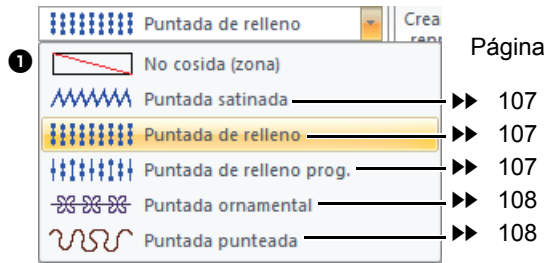 Puntada de relleno
Crea
Página
1 No cosida (zona)
Puntada satinada 107
Puntada de relleno 107
Puntada de relleno prog. 107
Puntada ornamental 108
Puntada punteada 108